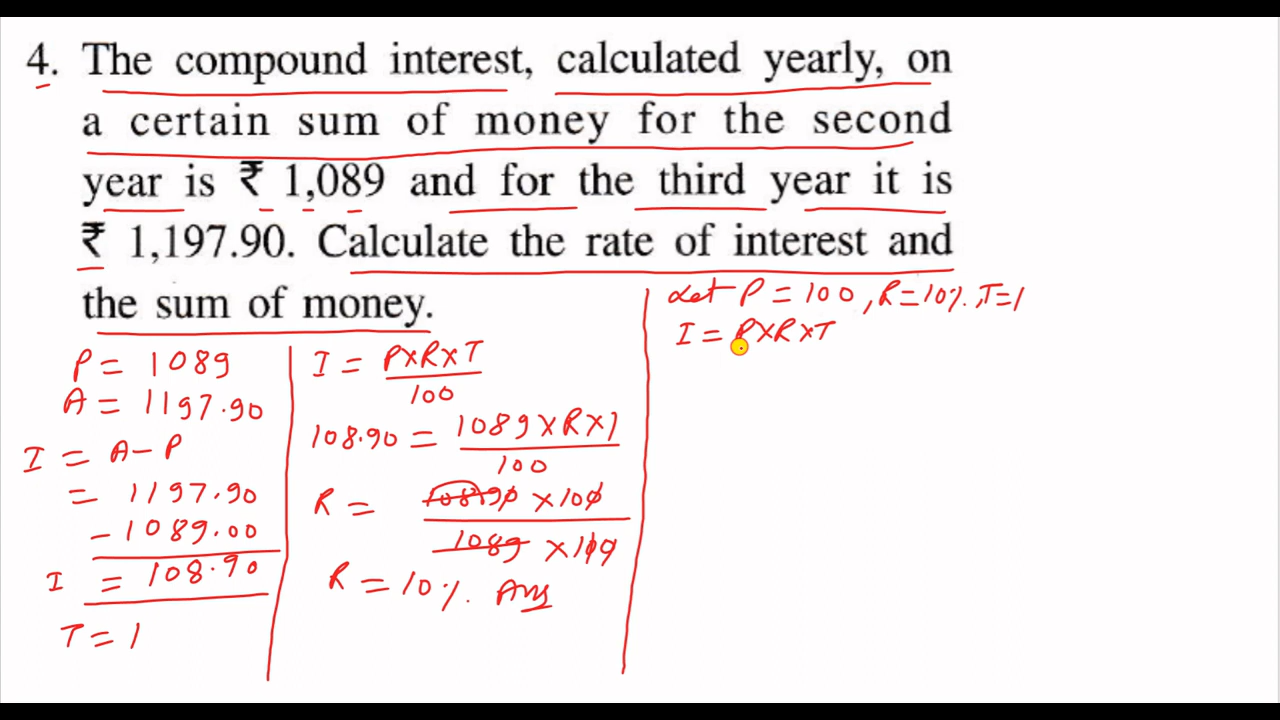 4. The compound interest, calculated yearly, on
a certain sum of money for the second
year is ₹ 1,089 and for the third year it is
₹ 1,197.90. Calculate the rate of interest and
the sum of money.
P = 1089
A = 1197.90
I = A - P
= 1197.90
- 1089.00
I = 108.90
T = 1
I = P×R×T
100
108.90 = 1089×R×1
100
R = 108.90 ×100
1089 ×100
R = 10%. Ans
Let P = 100, R=10%, T=1
I = P×R×T